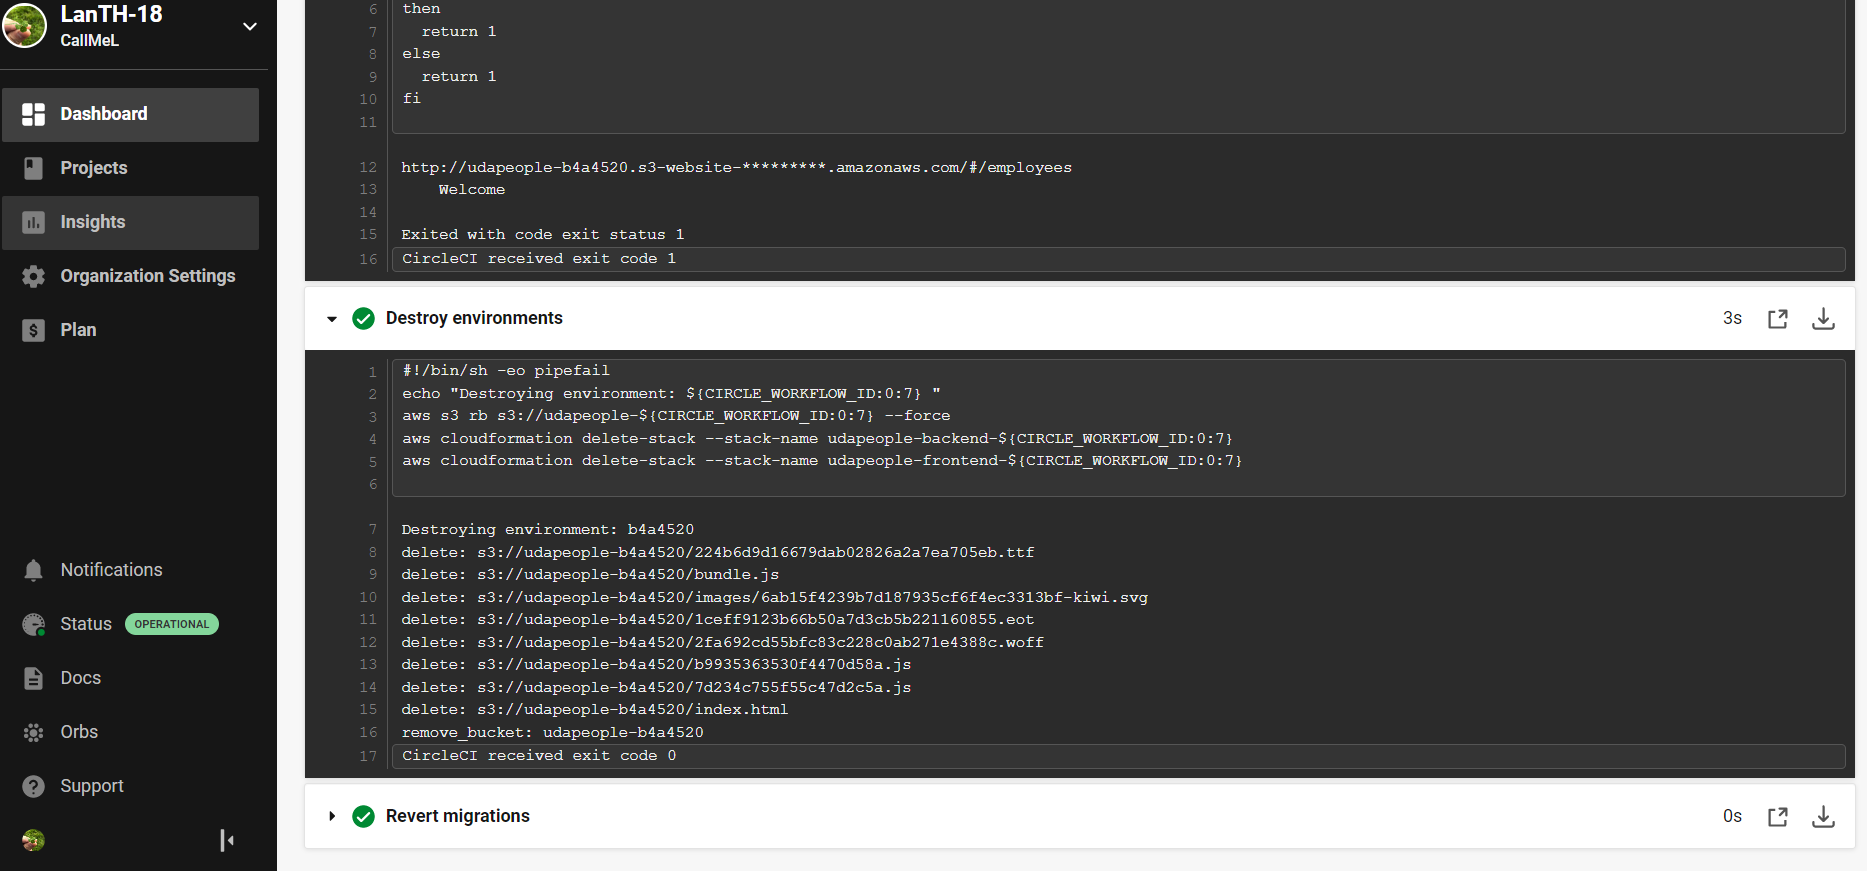 LanTH-18
CallMeL
Dashboard
Projects
Insights
Organization Settings
Plan
Notifications
Status OPERATIONAL
Docs
Orbs
Support
6 then
7 return 1
8 else
9 return 1
10 fi
11
12 http://udapeople-b4a4520.s3-website-*********.amazonaws.com/#/employees
13 Welcome
14
15 Exited with code exit status 1
16 CircleCI received exit code 1
Destroy environments 3s
1 #!/bin/sh -eo pipefail
2 echo "Destroying environment: ${CIRCLE_WORKFLOW_ID:0:7} "
3 aws s3 rb s3://udapeople-${CIRCLE_WORKFLOW_ID:0:7} --force
4 aws cloudformation delete-stack --stack-name udapeople-backend-${CIRCLE_WORKFLOW_ID:0:7}
5 aws cloudformation delete-stack --stack-name udapeople-frontend-${CIRCLE_WORKFLOW_ID:0:7}
6
7 Destroying environment: b4a4520
8 delete: s3://udapeople-b4a4520/224b6d9d16679dab02826a2a7ea705eb.ttf
9 delete: s3://udapeople-b4a4520/bundle.js
10 delete: s3://udapeople-b4a4520/images/6ab15f4239b7d187935cf6f4ec3313bf-kiwi.svg
11 delete: s3://udapeople-b4a4520/1ceff9123b66b50a7d3cb5b221160855.eot
12 delete: s3://udapeople-b4a4520/2fa692cd55bfc83c228c0ab271e4388c.woff
13 delete: s3://udapeople-b4a4520/b9935363530f4470d58a.js
14 delete: s3://udapeople-b4a4520/7d234c755f55c47d2c5a.js
15 delete: s3://udapeople-b4a4520/index.html
16 remove_bucket: udapeople-b4a4520
17 CircleCI received exit code 0
Revert migrations 0s